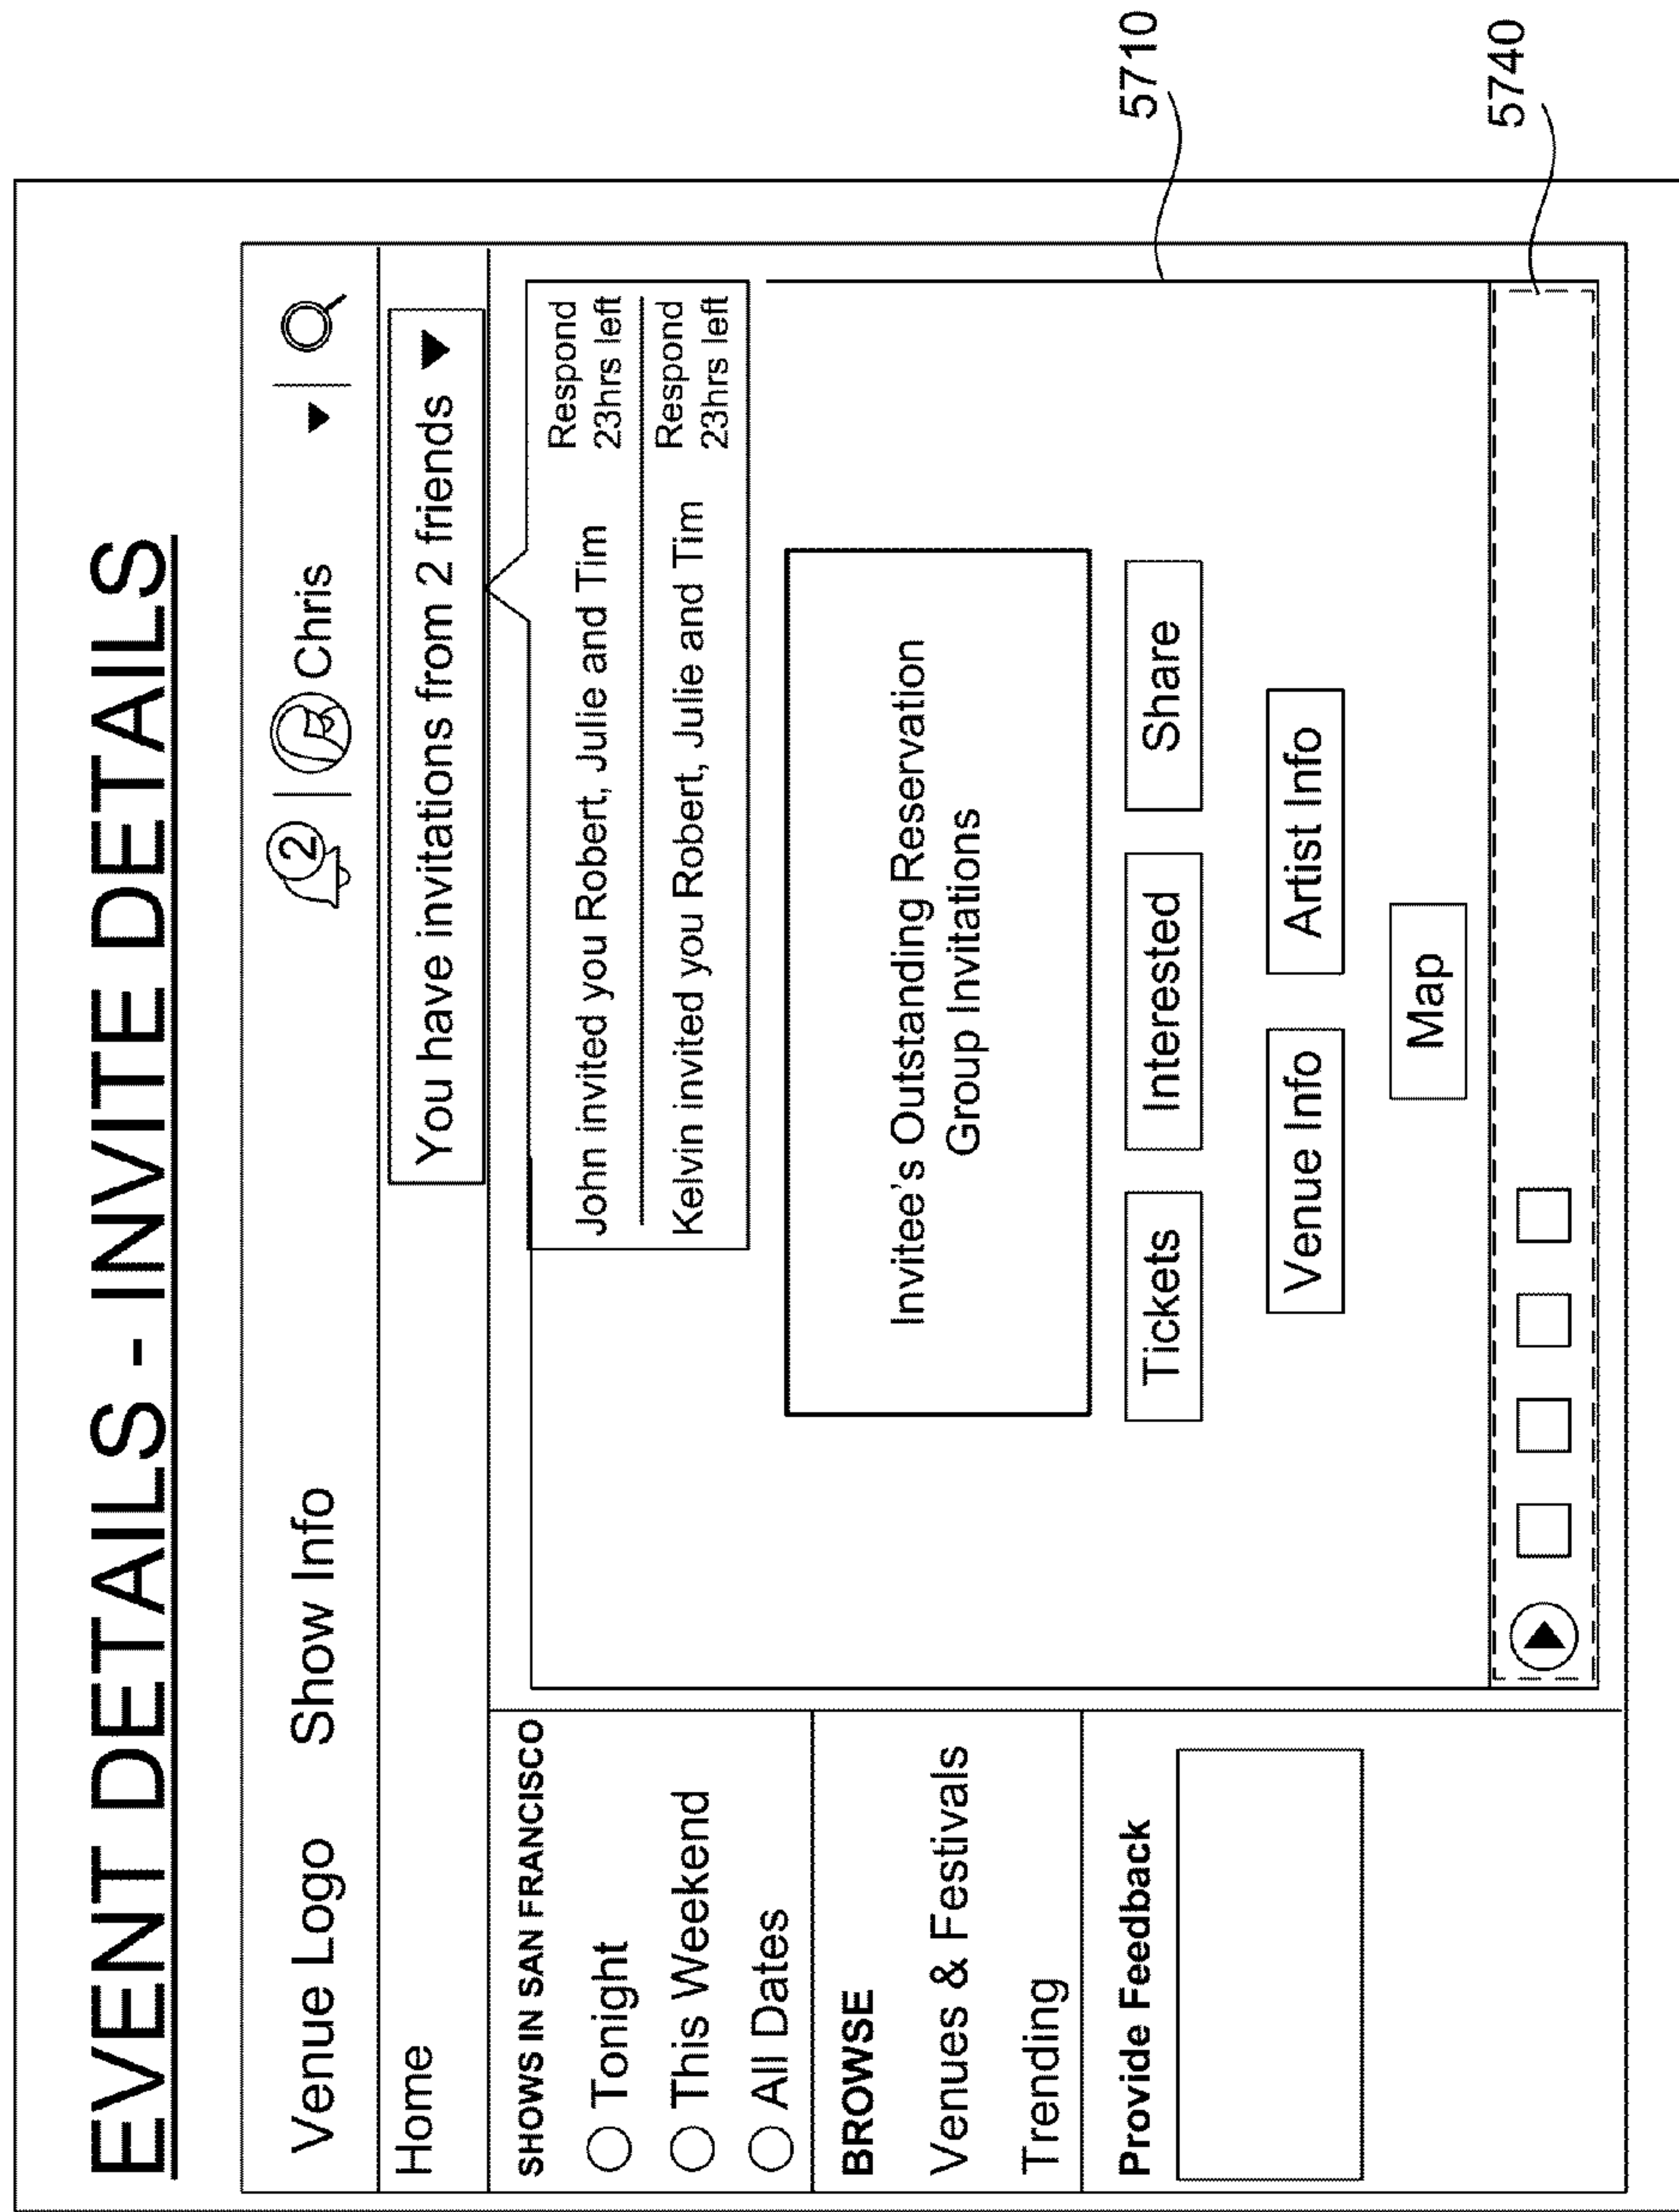 EVENT DETAILS - INVITE DETAILS
Venue Logo Show Info 2 Chris
Home
You have invitations from 2 friends
SHOWS IN SAN FRANCISCO
Tonight
This Weekend
All Dates
BROWSE
Venues & Festivals
Trending
Provide Feedback
John invited you Robert, Julie and Tim Respond
23hrs left
Kelvin invited you Robert, Julie and Tim Respond
23hrs left
Invitee's Outstanding Reservation
Group Invitations
Tickets Interested Share
Venue Info Artist Info
Map
5710
5740